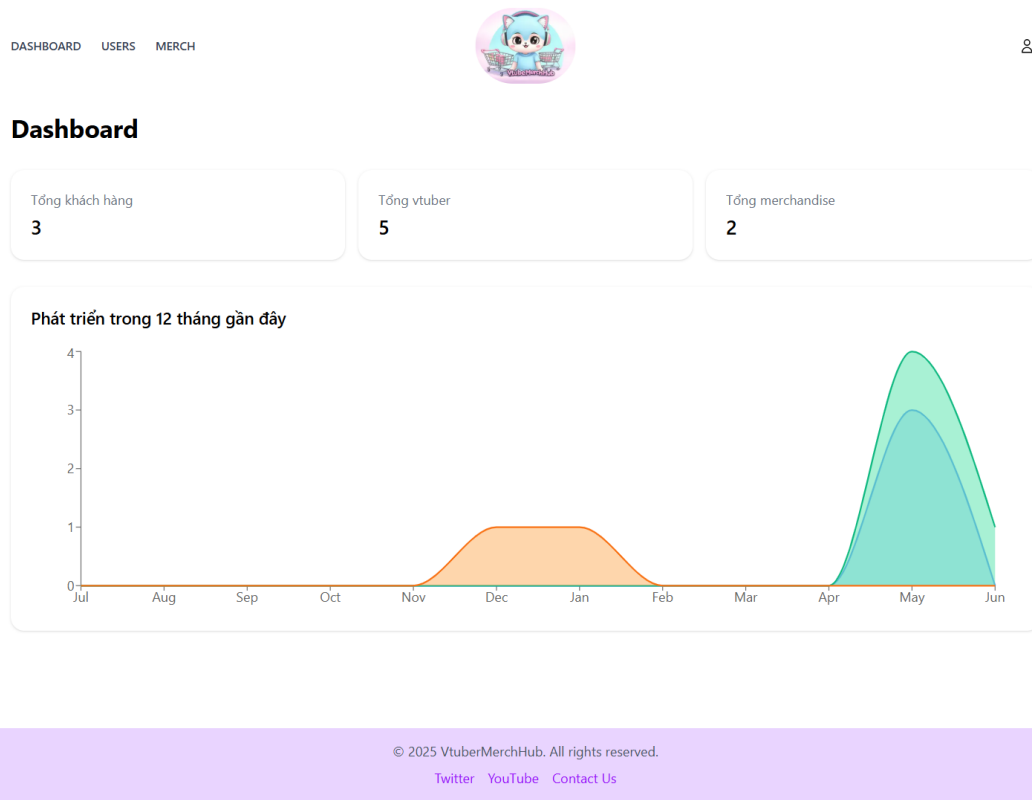 DASHBOARD USERS MERCH
VtuberMerchHub
Dashboard
Tổng khách hàng
3
Tổng vtuber
5
Tổng merchandise
2
Phát triển trong 12 tháng gần đây
4
3
2
1
0
Jul Aug Sep Oct Nov Dec Jan Feb Mar Apr May Jun
© 2025 VtuberMerchHub. All rights reserved.
Twitter YouTube Contact Us